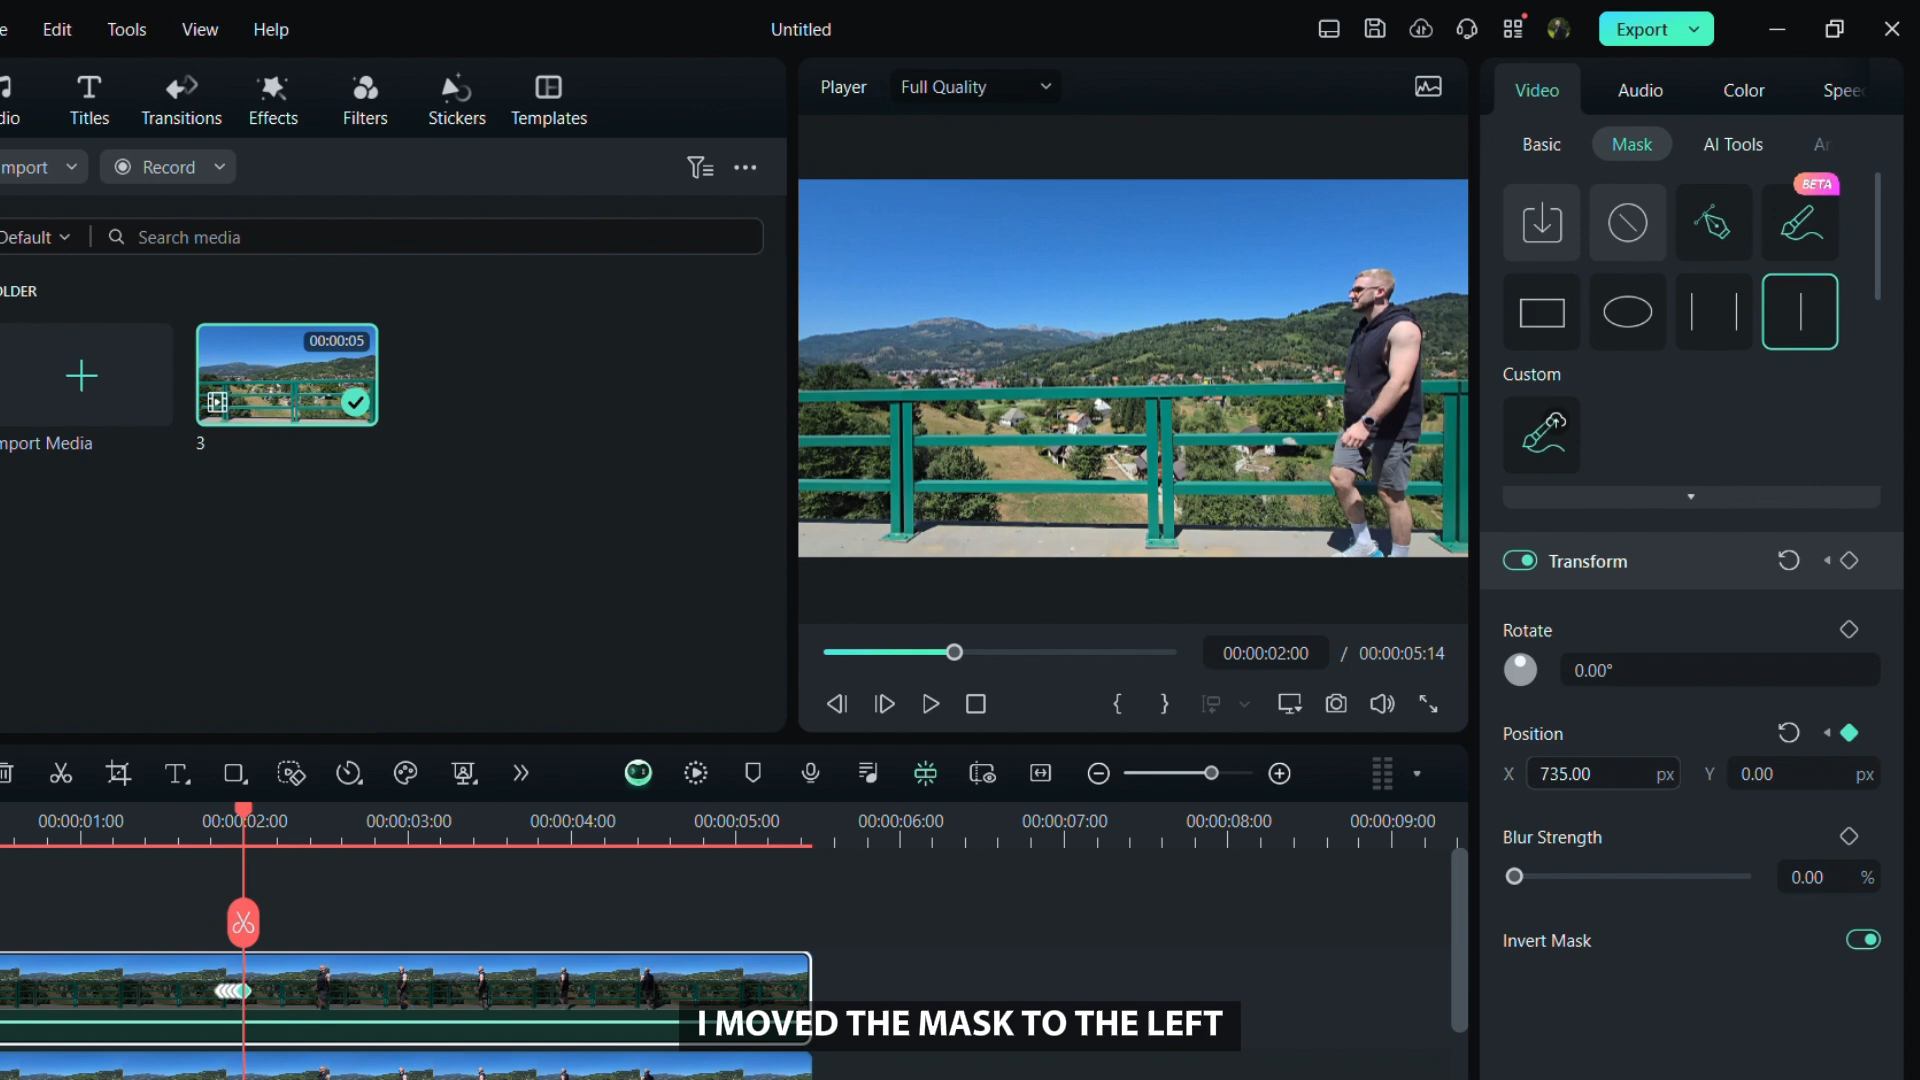 Edit Tools View Help
Untitled
Export
Titles Transitions Effects Filters Stickers Templates
Record
Default
Search media
OLDER
00:00:05
mport Media
3
Player Full Quality
00:00:02:00 / 00:00:05:14
Video Audio Color Speed
Basic Mask AI Tools
BETA
Custom
Transform
Rotate
0.00°
Position
X 735.00 px Y 0.00 px
Blur Strength
0.00 %
Invert Mask
00:00:01:00 00:00:02:00 00:00:03:00 00:00:04:00 00:00:05:00 00:00:06:00 00:00:07:00 00:00:08:00 00:00:09:00
I MOVED THE MASK TO THE LEFT